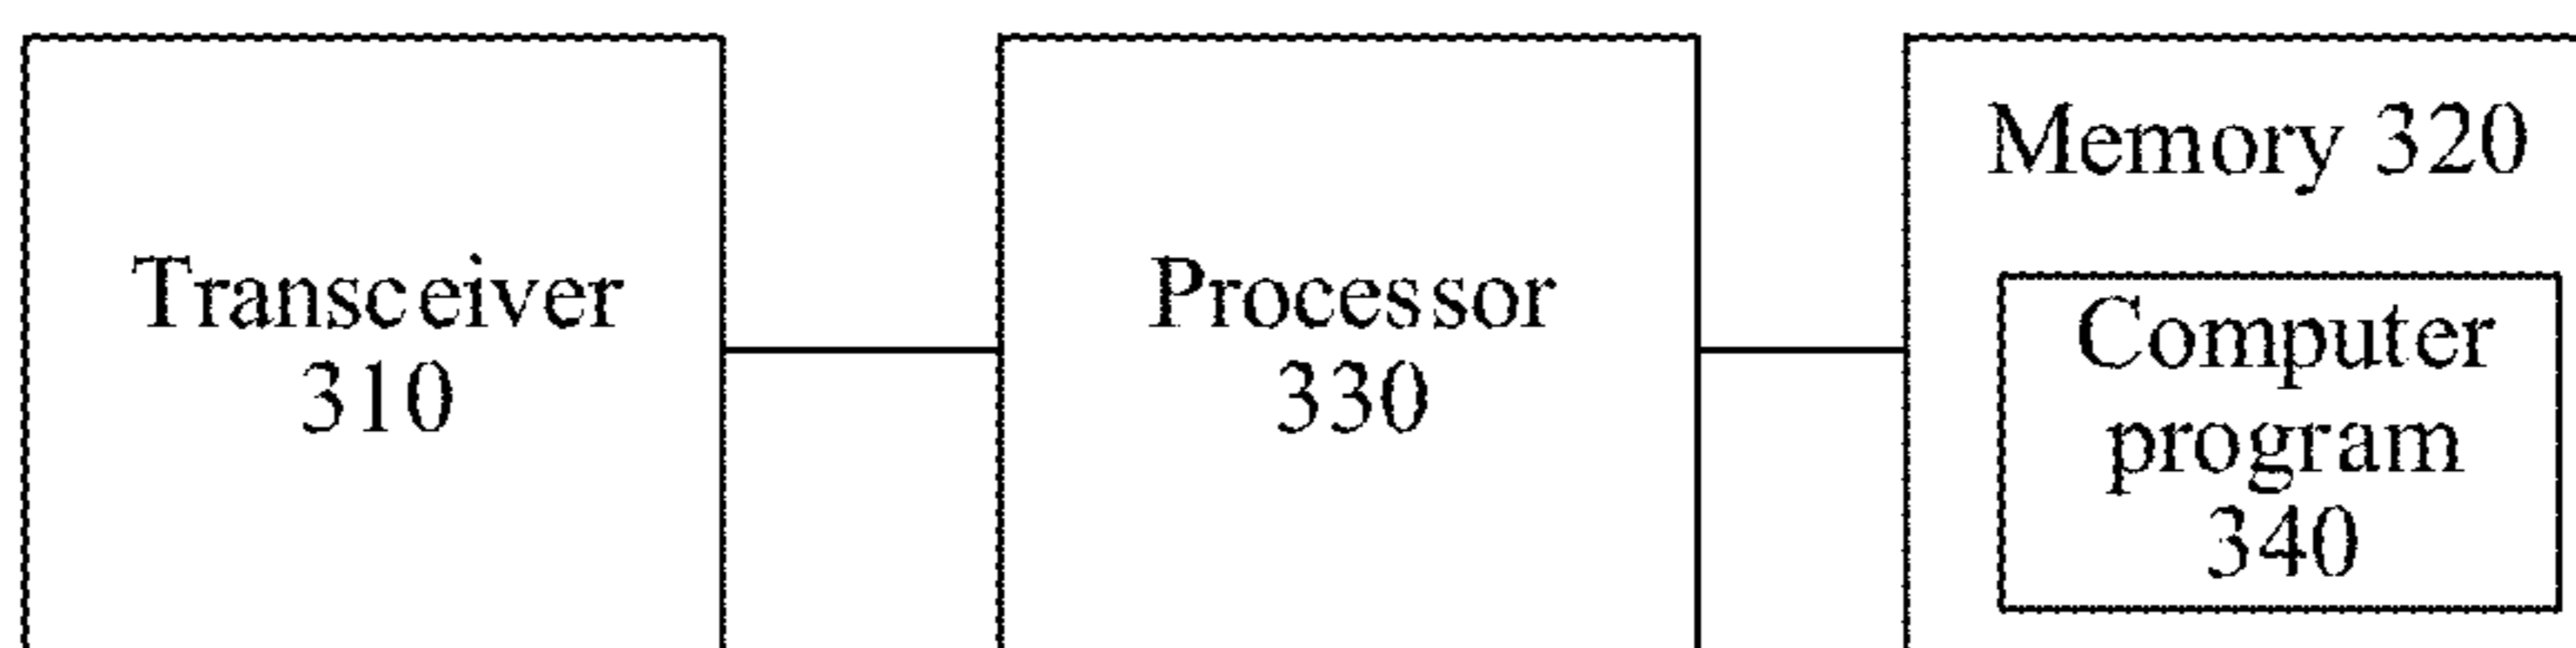 Transceiver
310
Processor
330
Memory 320
Computer
program
340